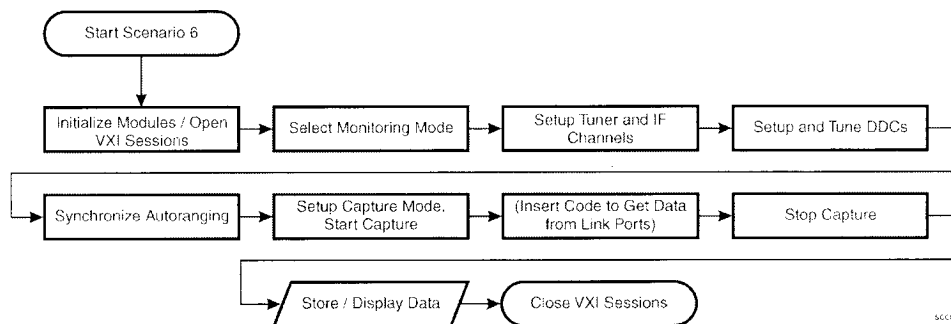 Start Scenario 6
Initialize Modules / Open
VXI Sessions
Select Monitoring Mode
Setup Tuner and IF
Channels
Setup and Tune DDCs
Synchronize Autoranging
Setup Capture Mode,
Start Capture
(Insert Code to Get Data
from Link Ports)
Stop Capture
Store / Display Data
Close VXI Sessions